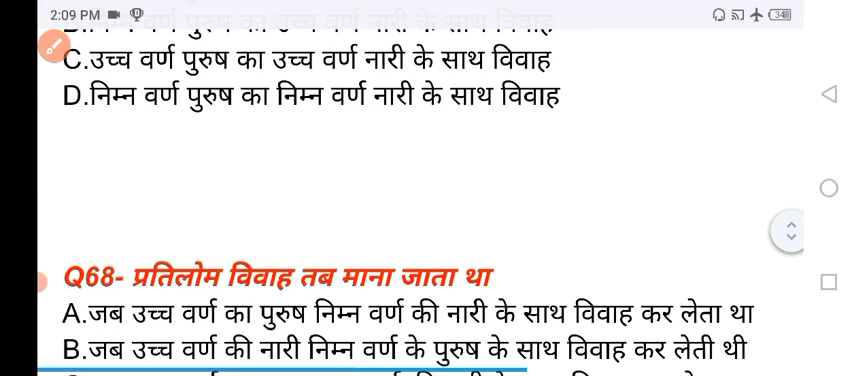 2:09 PM
34
C.उच्च वर्ण पुरुष का उच्च वर्ण नारी के साथ विवाह
D.निम्न वर्ण पुरुष का निम्न वर्ण नारी के साथ विवाह
Q68- प्रतिलोम विवाह तब माना जाता था
A.जब उच्च वर्ण का पुरुष निम्न वर्ण की नारी के साथ विवाह कर लेता था
B.जब उच्च वर्ण की नारी निम्न वर्ण के पुरुष के साथ विवाह कर लेती थी